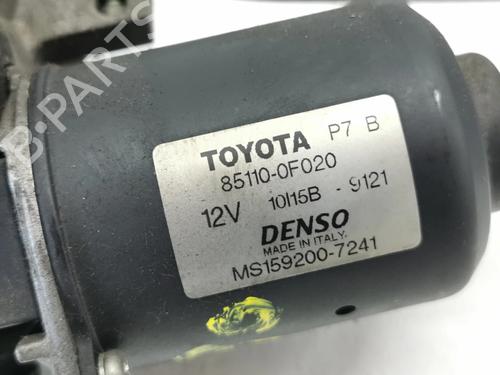 TOYOTA P7 B
85110-0F020
12V 10I15B - 9121
DENSO
MADE IN ITALY.
MS159200-7241
B-PARTS